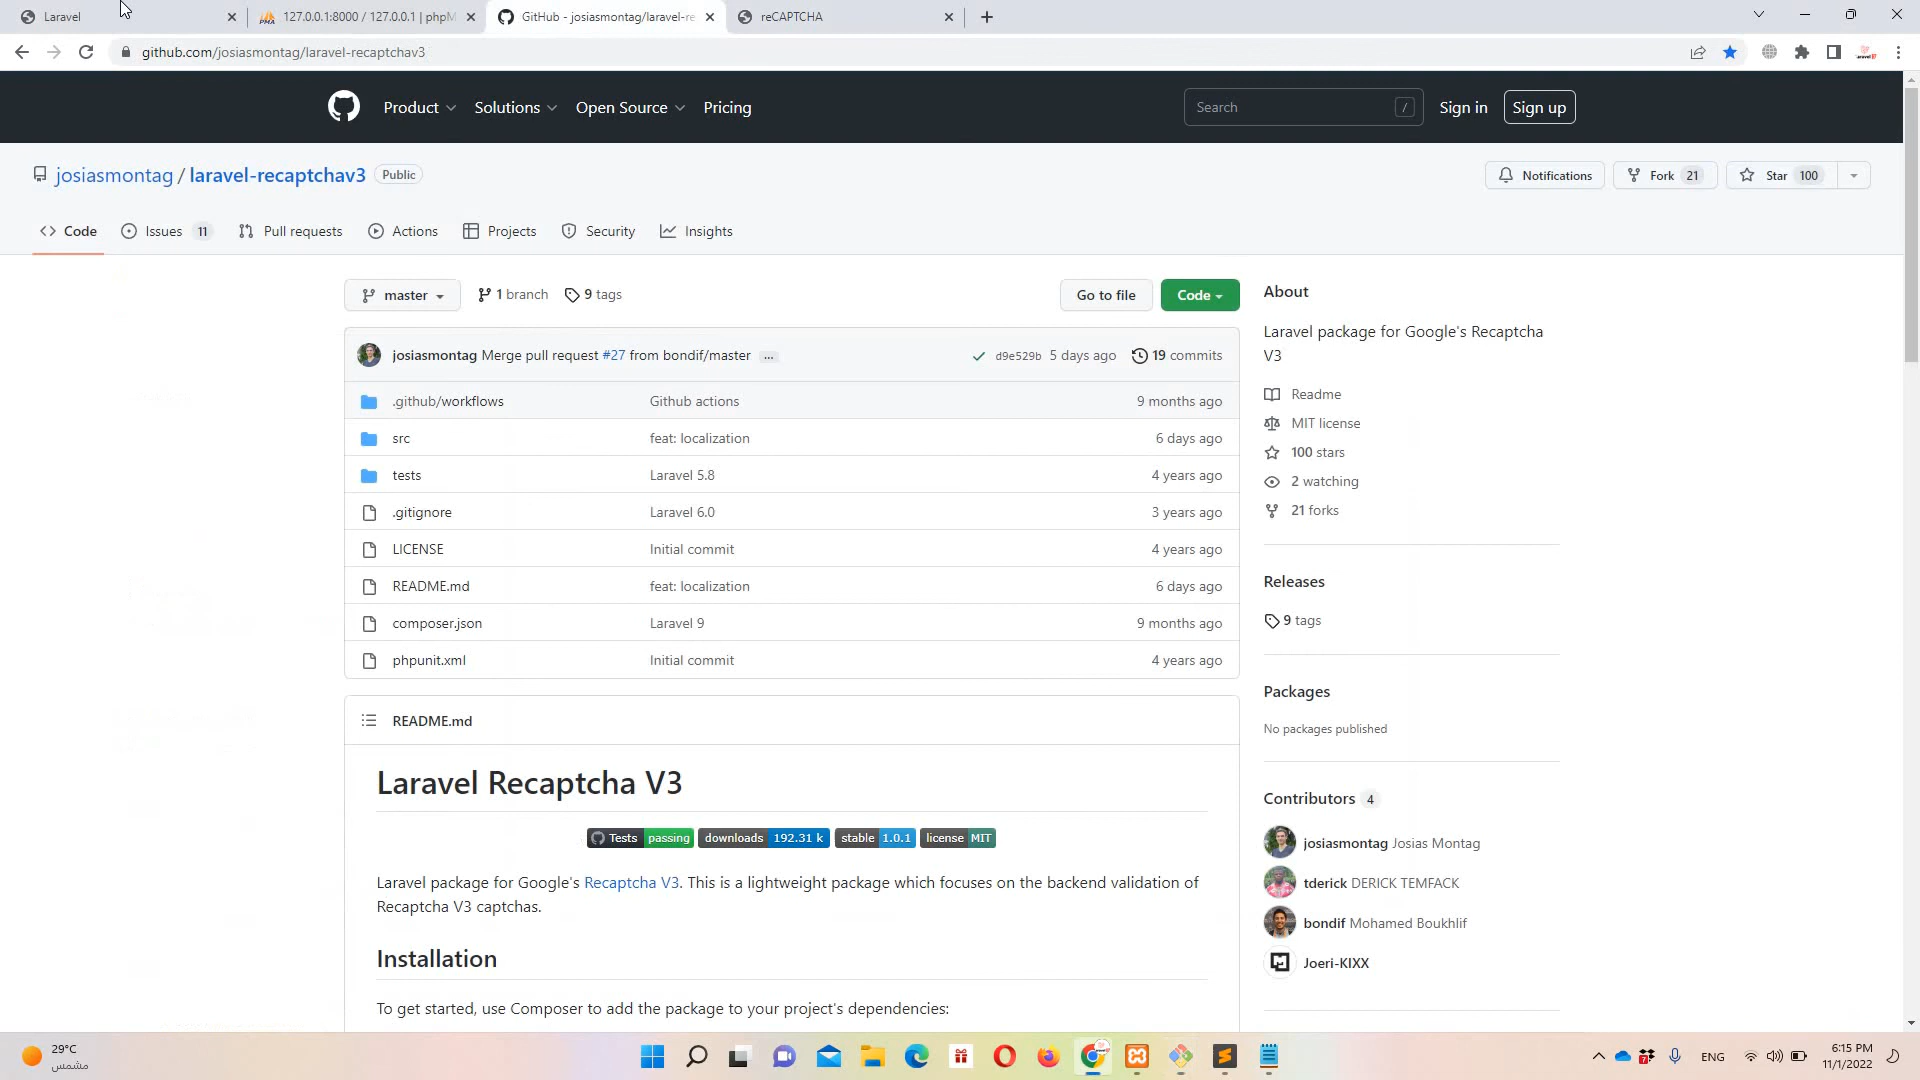 Laravel
127.0.0.1:8000 / 127.0.0.1 | phpM
GitHub - josiasmontag/laravel-re
reCAPTCHA
github.com/josiasmontag/laravel-recaptchav3
Product
Solutions
Open Source
Pricing
Search
/
Sign in
Sign up
josiasmontag / laravel-recaptchav3
Public
Notifications
Fork 21
Star 100
Code
Issues 11
Pull requests
Actions
Projects
Security
Insights
master
1 branch
9 tags
Go to file
Code
josiasmontag Merge pull request #27 from bondif/master ...
d9e529b 5 days ago
19 commits
.github/workflows Github actions 9 months ago
src feat: localization 6 days ago
tests Laravel 5.8 4 years ago
.gitignore Laravel 6.0 3 years ago
LICENSE Initial commit 4 years ago
README.md feat: localization 6 days ago
composer.json Laravel 9 9 months ago
phpunit.xml Initial commit 4 years ago
README.md
Laravel Recaptcha V3
Tests passing
downloads 192.31 k
stable 1.0.1
license MIT
Laravel package for Google's Recaptcha V3. This is a lightweight package which focuses on the backend validation of
Recaptcha V3 captchas.
Installation
To get started, use Composer to add the package to your project's dependencies:
About
Laravel package for Google's Recaptcha
V3
Readme
MIT license
100 stars
2 watching
21 forks
Releases
9 tags
Packages
No packages published
Contributors 4
josiasmontag Josias Montag
tderick DERICK TEMFACK
bondif Mohamed Boukhlif
Joeri-KIXX
29°C
مشمس
ENG
6:15 PM
11/1/2022